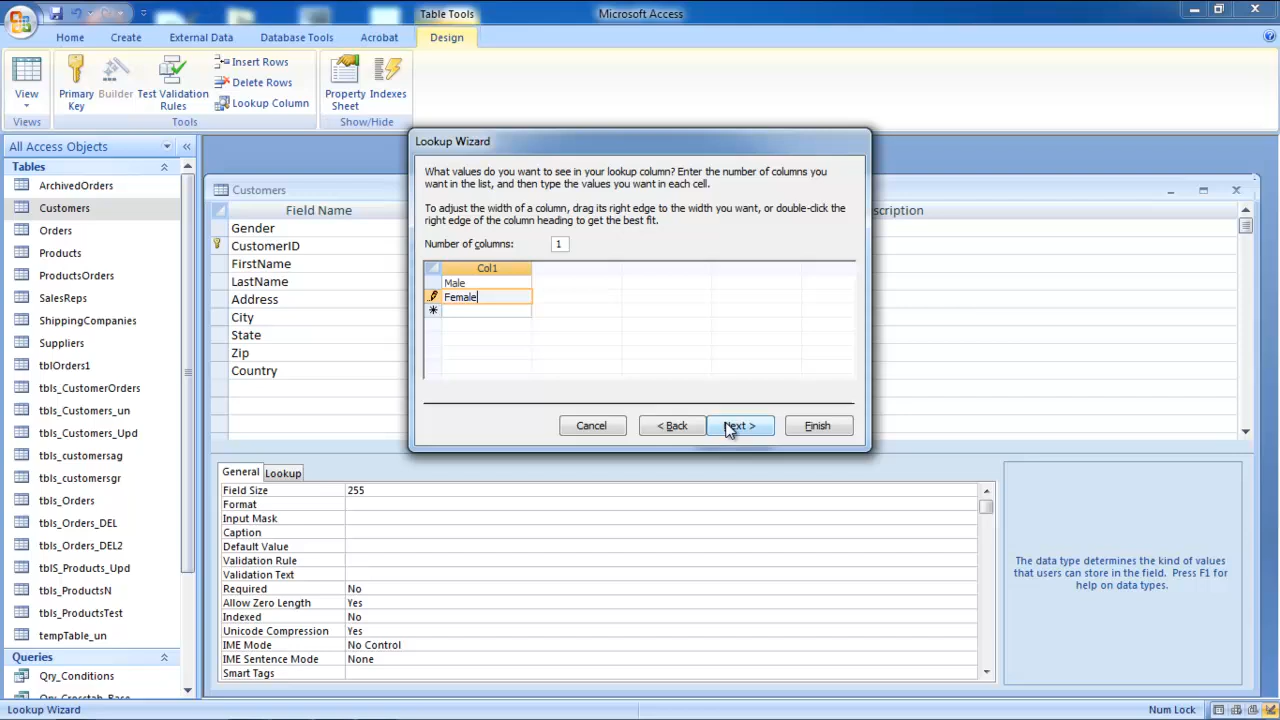 Table Tools
Microsoft Access
Home
Create
External Data
Database Tools
Acrobat
Design
View
Primary
Key
Builder
Test Validation
Rules
Insert Rows
Delete Rows
Lookup Column
Property
Sheet
Indexes
Views
Tools
Show/Hide
All Access Objects
Tables
ArchivedOrders
Customers
Orders
Products
ProductsOrders
SalesReps
ShippingCompanies
Suppliers
tblOrders1
tbls_CustomerOrders
tbls_Customers_un
tbls_Customers_Upd
tbls_customersag
tbls_customersgr
tbls_Orders
tbls_Orders_DEL
tbls_Orders_DEL2
tblS_Products_Upd
tbls_ProductsN
tbls_ProductsTest
tempTable_un
Queries
Qry_Conditions
Qry_Crosstab_Base
Customers
Field Name
scription
Gender
CustomerID
FirstName
LastName
Address
City
State
Zip
Country
Lookup Wizard
What values do you want to see in your lookup column? Enter the number of columns you
want in the list, and then type the values you want in each cell.
To adjust the width of a column, drag its right edge to the width you want, or double-click the
right edge of the column heading to get the best fit.
Number of columns: 1
Col1
Male
Female
Cancel
< Back
Next >
Finish
General
Lookup
Field Size 255
Format
Input Mask
Caption
Default Value
Validation Rule
Validation Text
Required No
Allow Zero Length Yes
Indexed No
Unicode Compression Yes
IME Mode No Control
IME Sentence Mode None
Smart Tags
The data type determines the kind of values
that users can store in the field. Press F1 for
help on data types.
Lookup Wizard
Num Lock